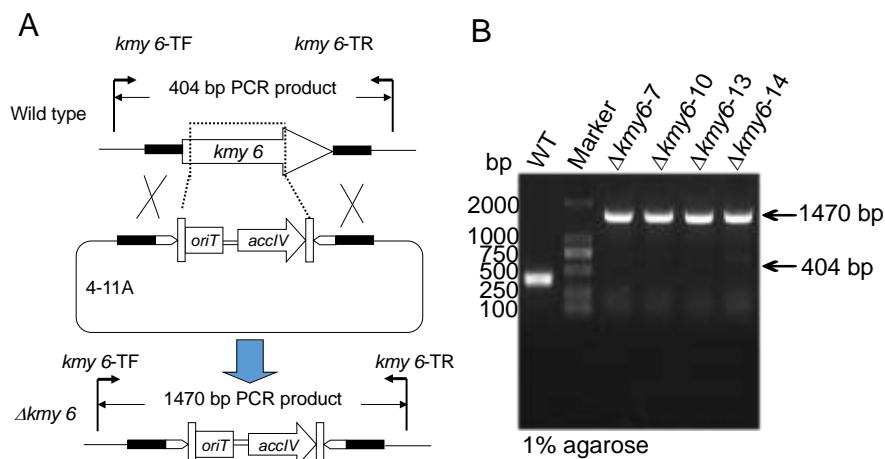 A
kmy 6-TF
kmy 6-TR
404 bp PCR product
Wild type
kmy 6
oriT
accIV
4-11A
kmy 6-TF
kmy 6-TR
1470 bp PCR product
Δkmy 6
oriT
accIV
B
bp
WT
Marker
Δkmy6-7
Δkmy6-10
Δkmy6-13
Δkmy6-14
2000
1000
750
500
250
100
1470 bp
404 bp
1% agarose